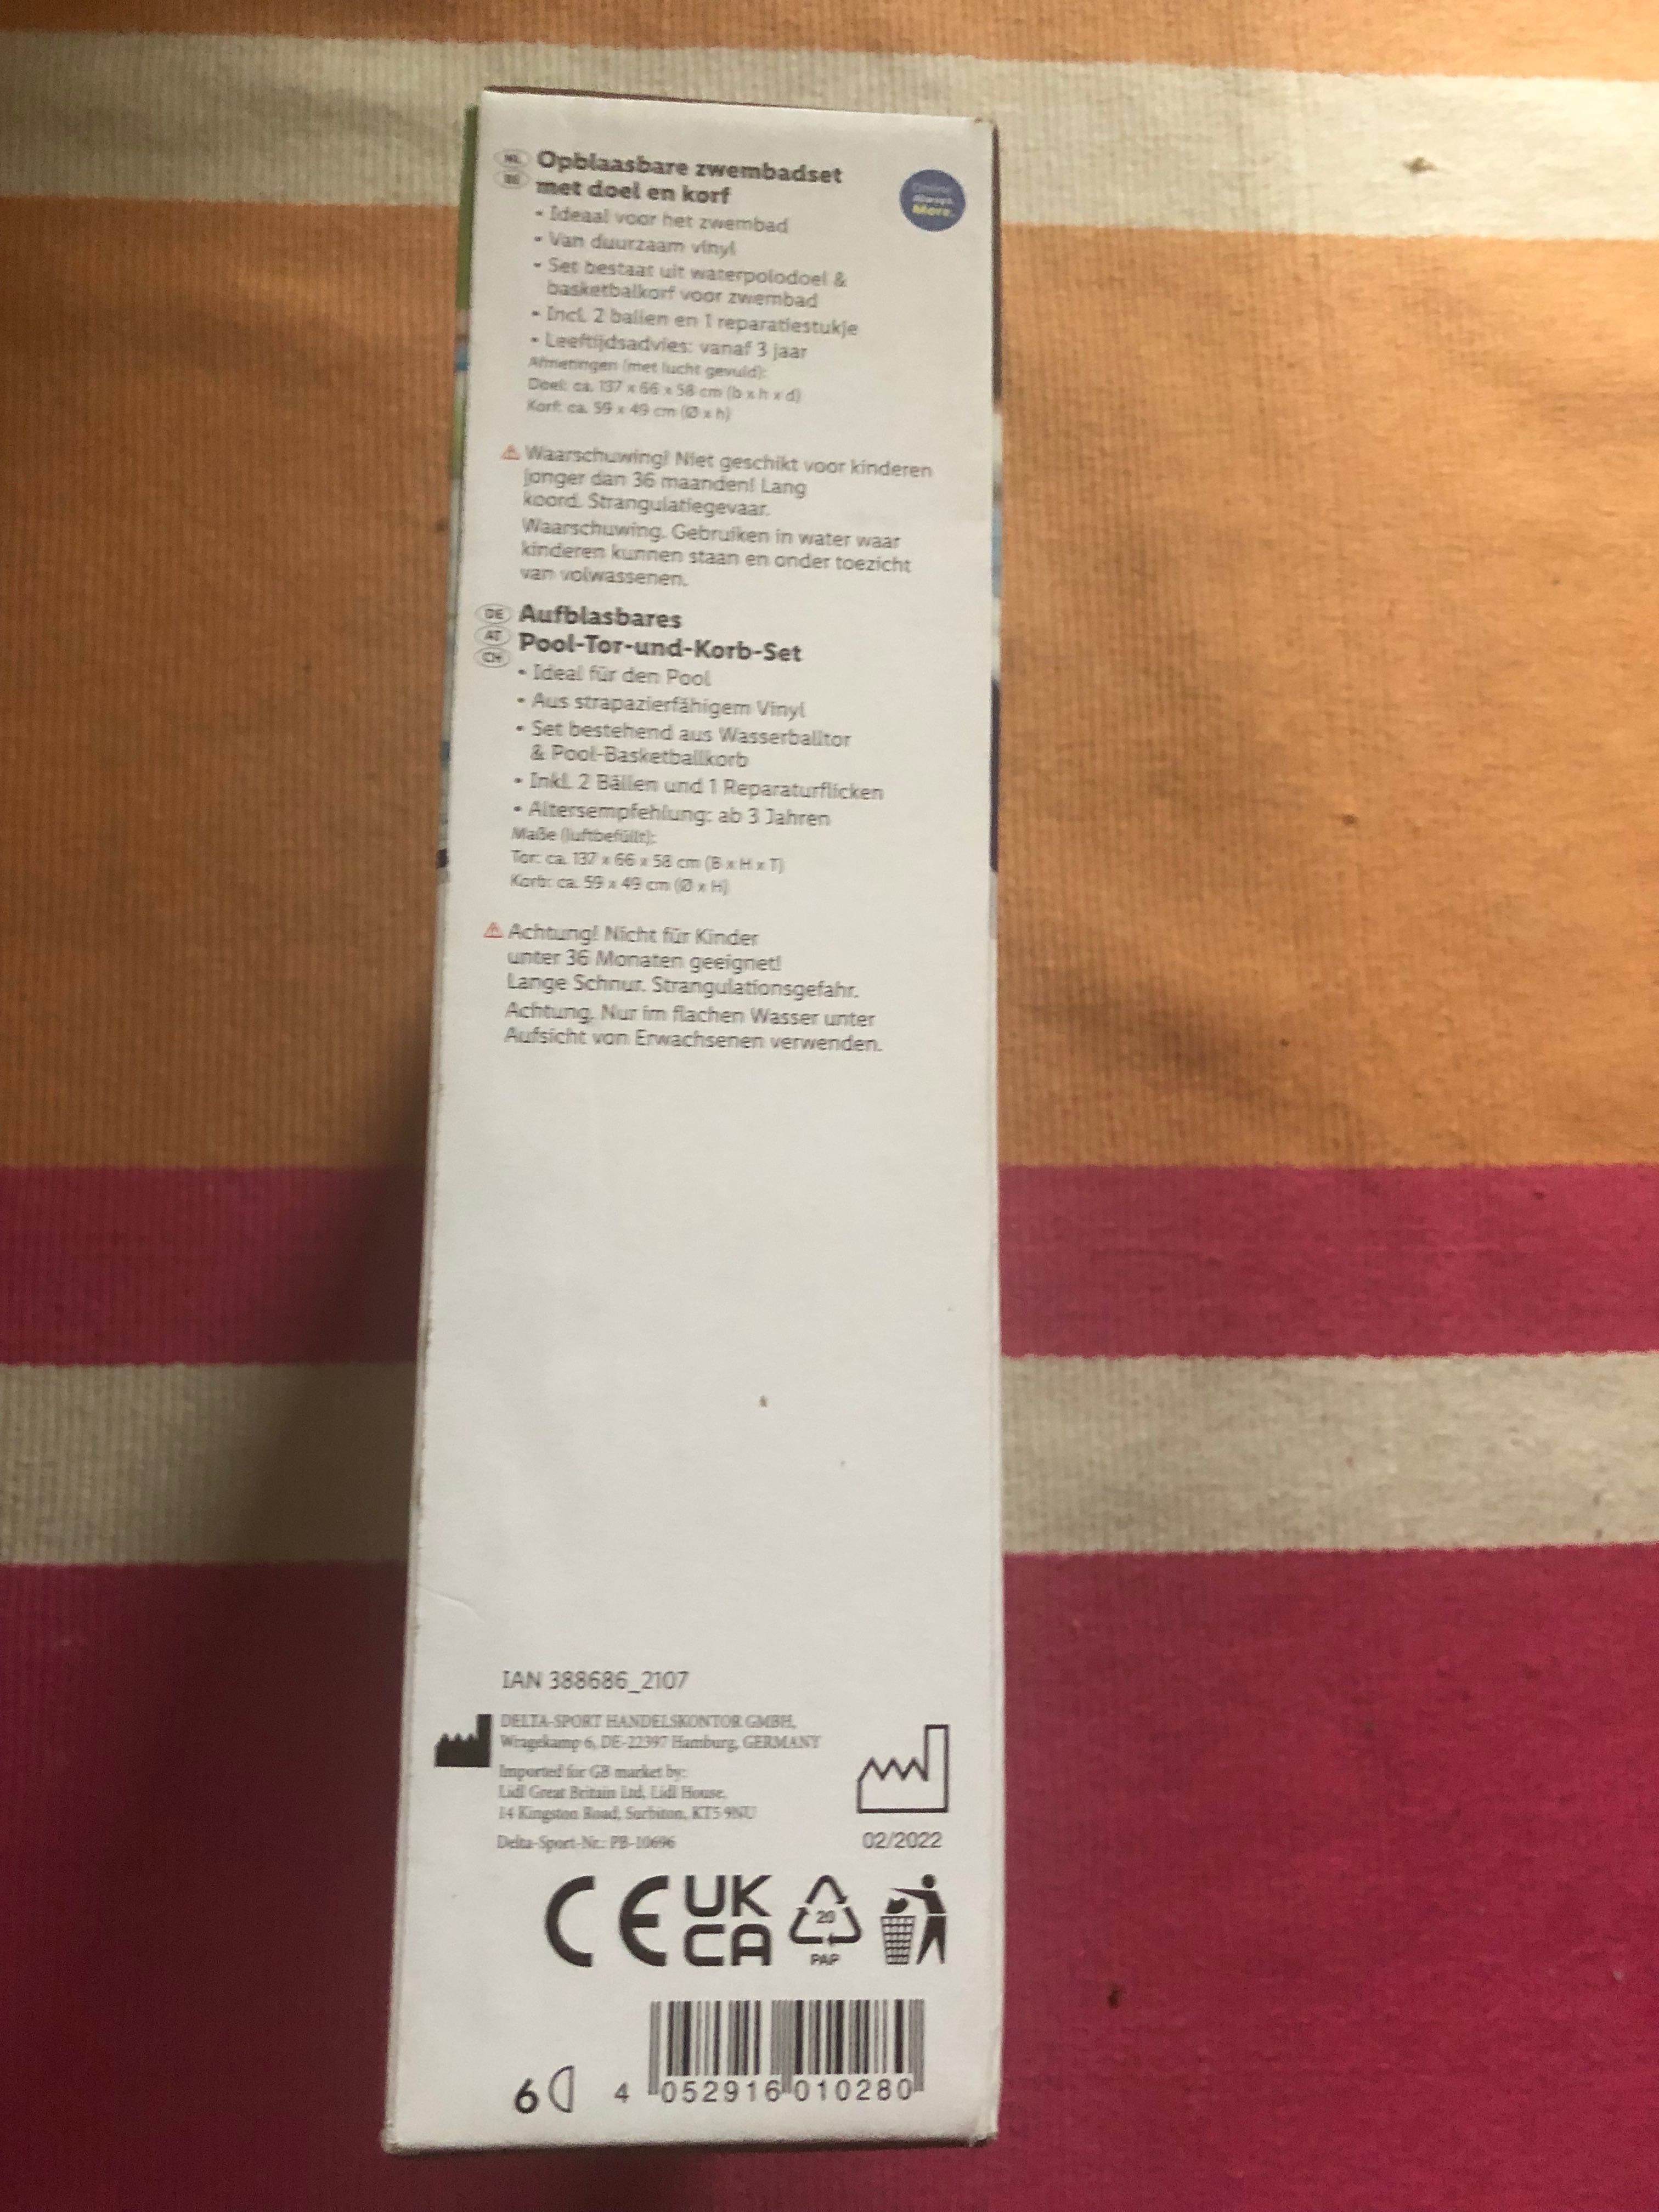 NL Opblaasbare zwembadset
BE met doel en korf
Online.
Always.
More.
• Ideaal voor het zwembad
• Van duurzaam vinyl
• Set bestaat uit waterpolodoel &
basketbalkorf voor zwembad
• Incl. 2 ballen en 1 reparatiestukje
• Leeftijdsadvies: vanaf 3 jaar
Afmetingen (met lucht gevuld):
Doel: ca. 137 x 66 x 58 cm (b x h x d)
Korf: ca. 59 x 49 cm (Ø x h)
Waarschuwing! Niet geschikt voor kinderen
jonger dan 36 maanden! Lang
koord. Strangulatiegevaar.
Waarschuwing. Gebruiken in water waar
kinderen kunnen staan en onder toezicht
van volwassenen.
DE Aufblasbares
AT Pool-Tor-und-Korb-Set
CH
• Ideal für den Pool
• Aus strapazierfähigem Vinyl
• Set bestehend aus Wasserballtor
& Pool-Basketballkorb
• Inkl. 2 Bällen und 1 Reparaturflicken
• Altersempfehlung: ab 3 Jahren
Maße (luftbefüllt):
Tor: ca. 137 x 66 x 58 cm (B x H x T)
Korb: ca. 59 x 49 cm (Ø x H)
Achtung! Nicht für Kinder
unter 36 Monaten geeignet!
Lange Schnur. Strangulationsgefahr.
Achtung. Nur im flachen Wasser unter
Aufsicht von Erwachsenen verwenden.
IAN 388686_2107
DELTA-SPORT HANDELSKONTOR GMBH,
Wragekamp 6, DE-22397 Hamburg, GERMANY
Imported for GB market by:
Lidl Great Britain Ltd, Lidl House,
14 Kingston Road, Surbiton, KT5 9NU
Delta-Sport-Nr.: PB-10696
02/2022
CE UK
CA
20
PAP
6
4 052916 010280